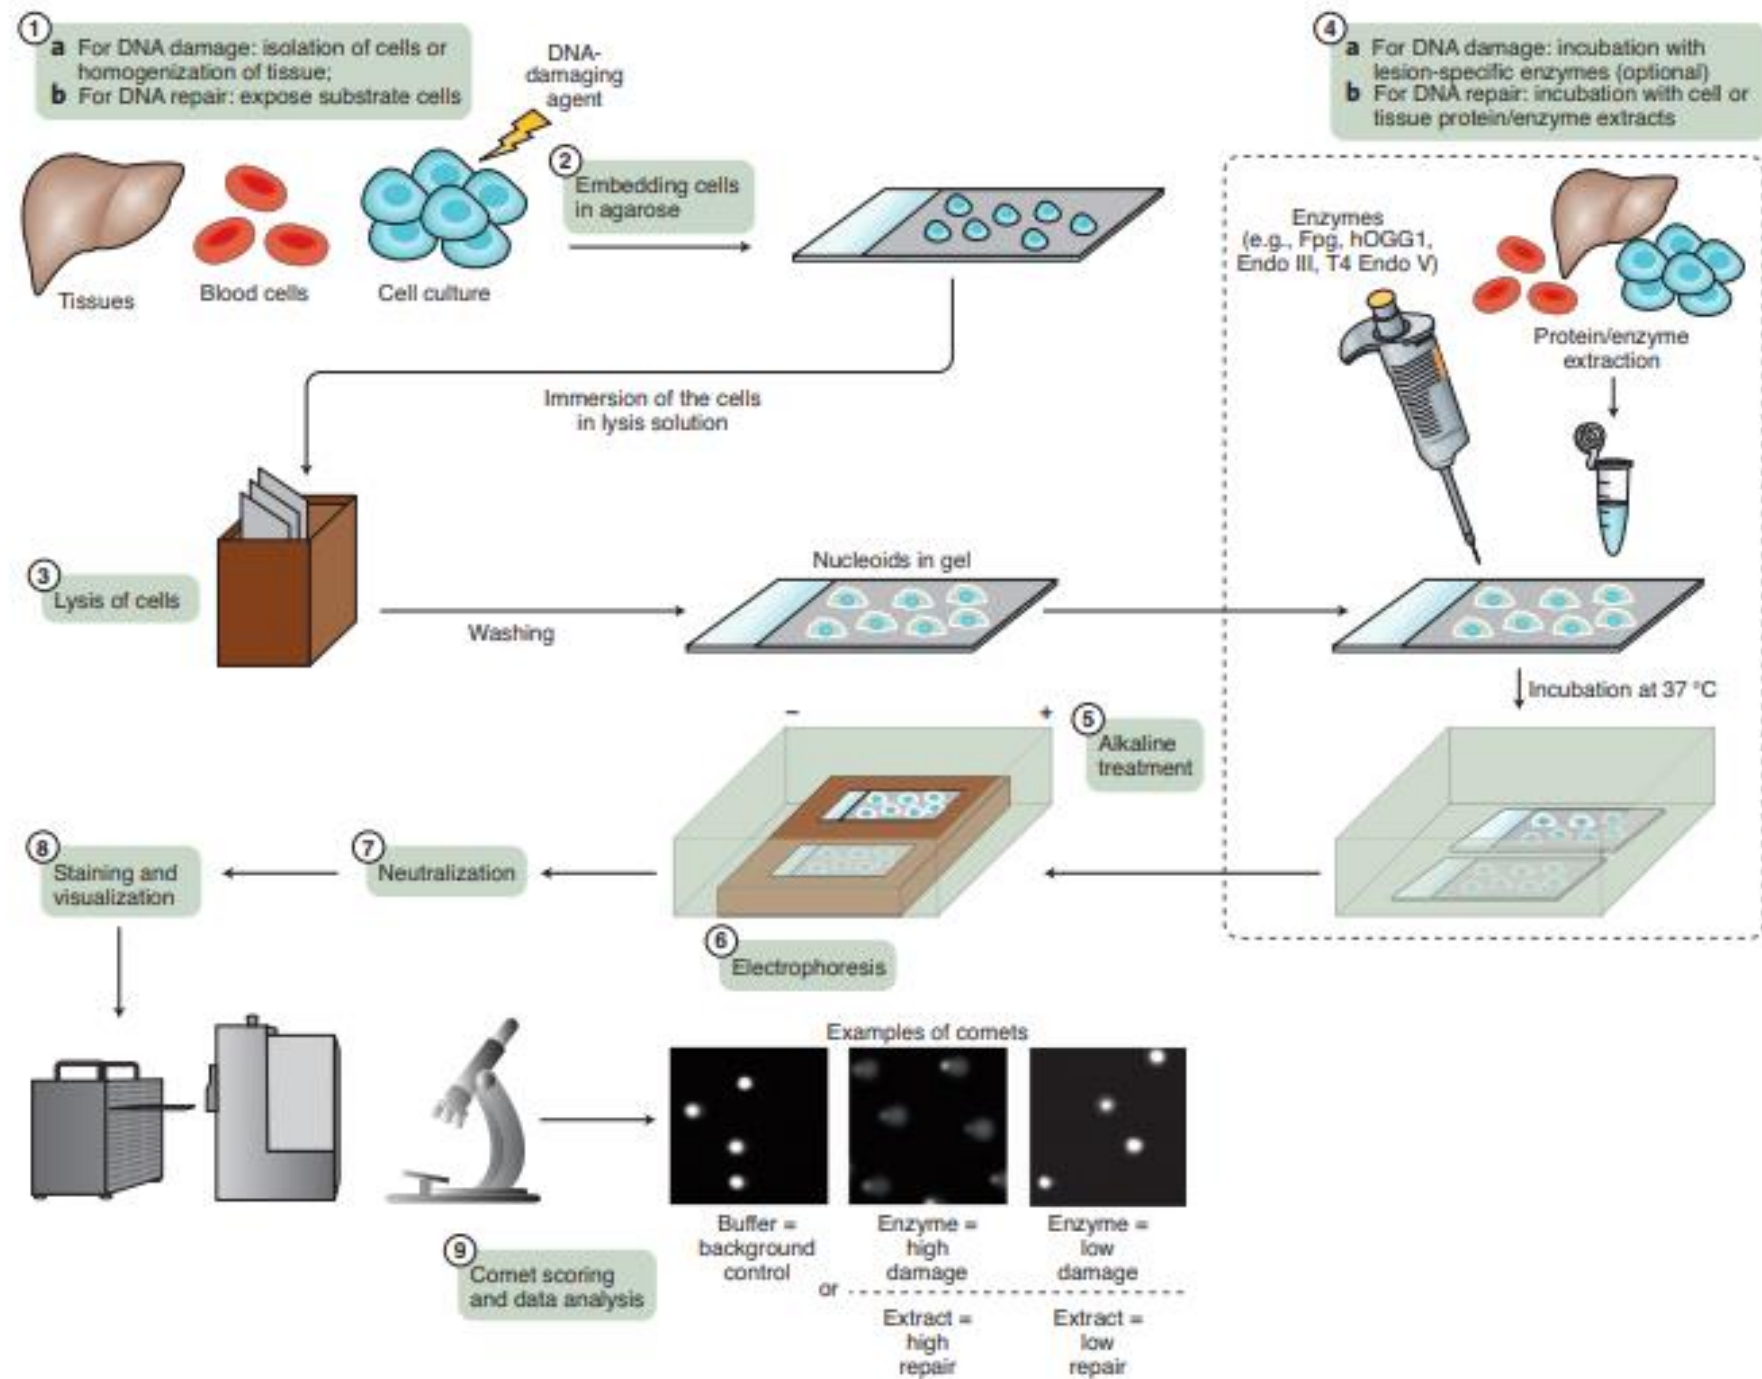 1
a For DNA damage: isolation of cells or
homogenization of tissue;
b For DNA repair: expose substrate cells
DNA-
damaging
agent
Tissues
Blood cells
Cell culture
2
Embedding cells
in agarose
4
a For DNA damage: incubation with
lesion-specific enzymes (optional)
b For DNA repair: incubation with cell or
tissue protein/enzyme extracts
Enzymes
(e.g., Fpg, hOGG1,
Endo III, T4 Endo V)
Protein/enzyme
extraction
Immersion of the cells
in lysis solution
3
Lysis of cells
Washing
Nucleoids in gel
Incubation at 37 °C
–
+
5
Alkaline
treatment
6
Electrophoresis
7
Neutralization
8
Staining and
visualization
9
Comet scoring
and data analysis
Examples of comets
Buffer =
background
control
or
Enzyme =
high
damage
Enzyme =
low
damage
Extract =
high
repair
Extract =
low
repair